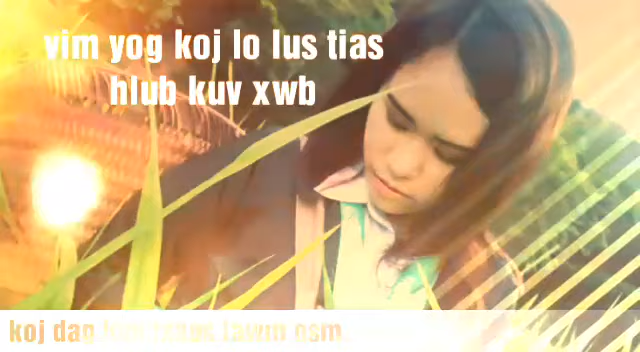 vim yog koj lo lus tias
hlub kuv xwb
koj dag